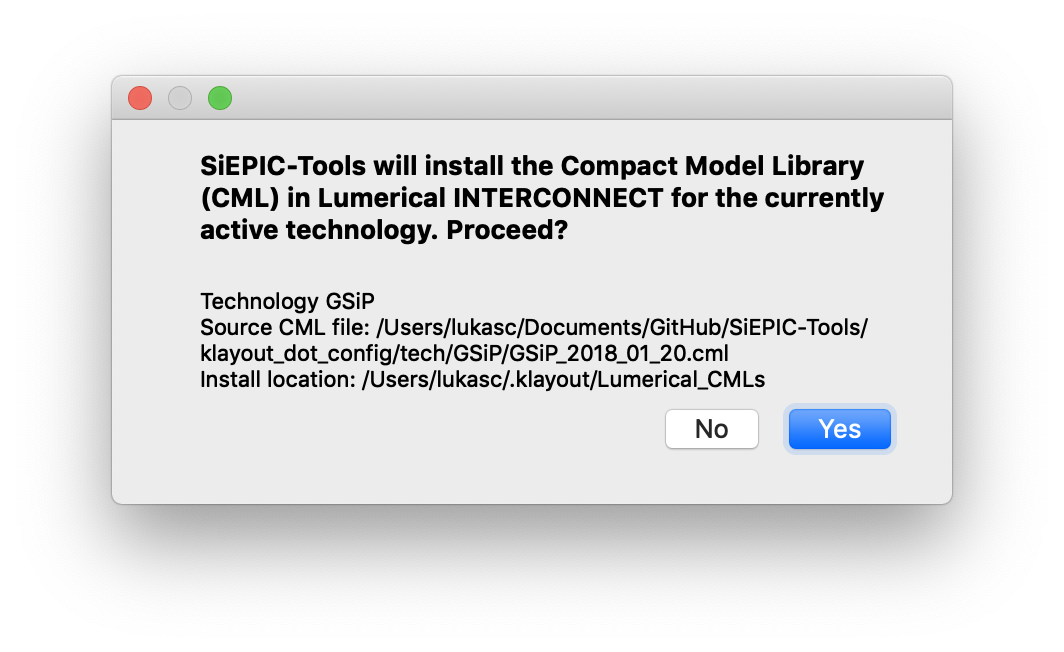 SiEPIC-Tools will install the Compact Model Library
(CML) in Lumerical INTERCONNECT for the currently
active technology. Proceed?
Technology GSiP
Source CML file: /Users/lukasc/Documents/GitHub/SiEPIC-Tools/
klayout_dot_config/tech/GSiP/GSiP_2018_01_20.cml
Install location: /Users/lukasc/.klayout/Lumerical_CMLs
No
Yes